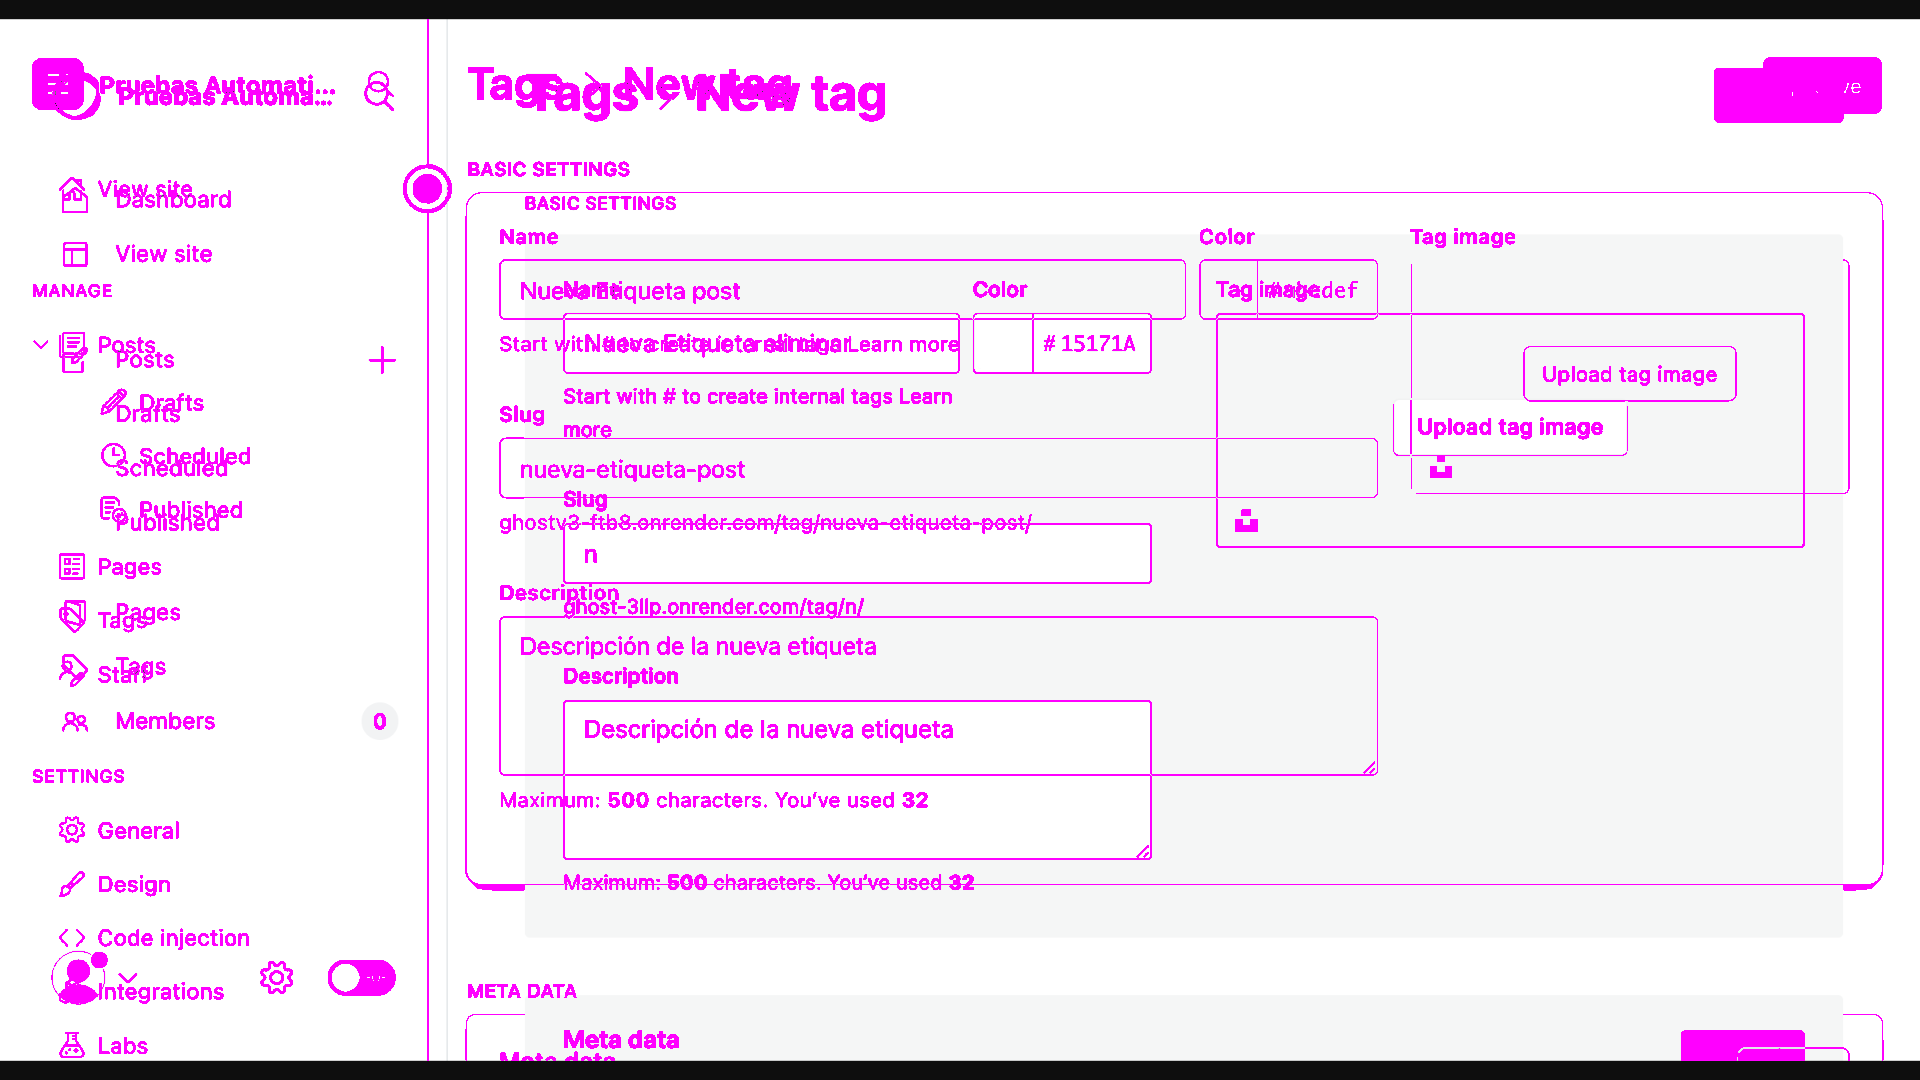 Pruebas Automati...
Pruebas Automa...
View site
Dashboard
View site
MANAGE
Posts
Posts
Drafts
Drafts
Scheduled
Scheduled
Published
Published
Pages
Pages
Tags
Tags
Staff
Members 0
SETTINGS
General
Design
Code injection
Integrations
Labs
Tags > New tag
Tags > New tag
BASIC SETTINGS
BASIC SETTINGS
Name Color Tag image
Nueva Etiqueta post
Name Color Tag image
Nueva Etiqueta eliminar # 15171A
Start with # to create internal tags Learn more
Start with # to create internal tags Learn
more
Upload tag image
Upload tag image
Slug
nueva-etiqueta-post
Slug
ghostv3-ftb8.onrender.com/tag/nueva-etiqueta-post/
n
Description
ghost-3llp.onrender.com/tag/n/
Descripción de la nueva etiqueta
Description
Descripción de la nueva etiqueta
Maximum: 500 characters. You've used 32
Maximum: 500 characters. You've used 32
META DATA
Meta data
Meta data